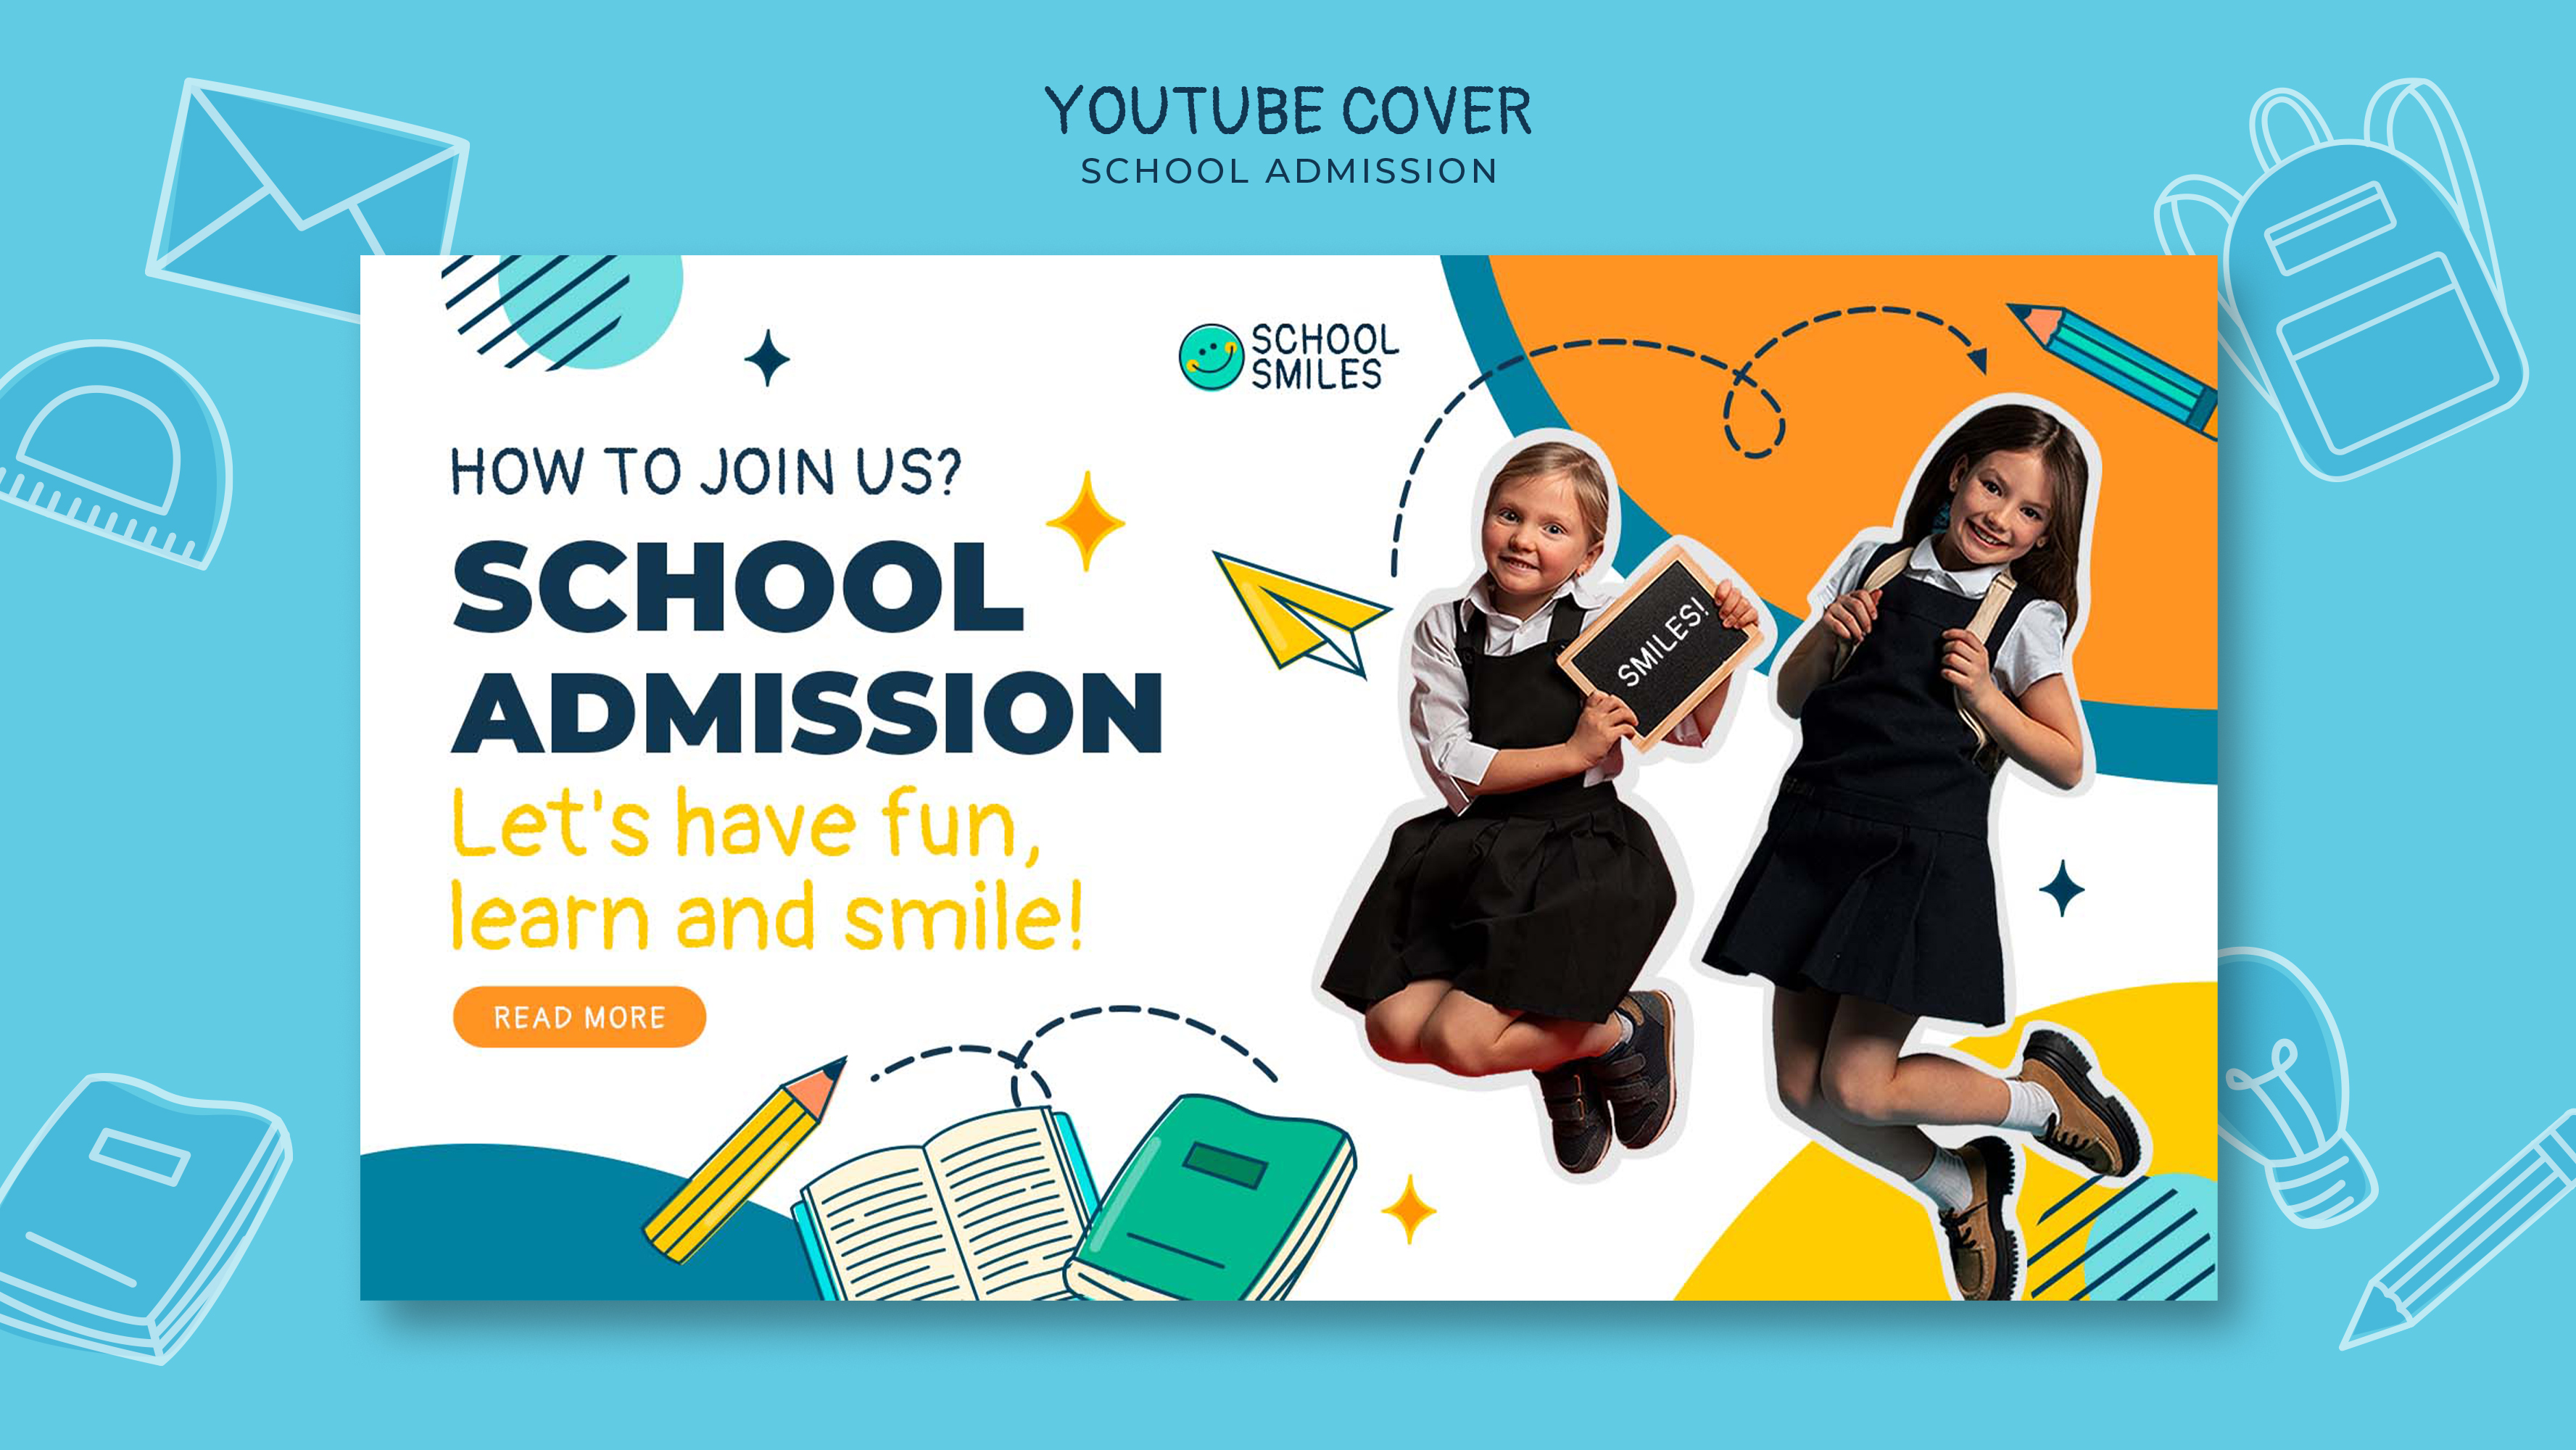 YOUTUBE COVER
SCHOOL ADMISSION
SCHOOL
SMILES
HOW TO JOIN US?
SCHOOL
ADMISSION
Let's have fun,
learn and smile!
READ MORE
SMILES!